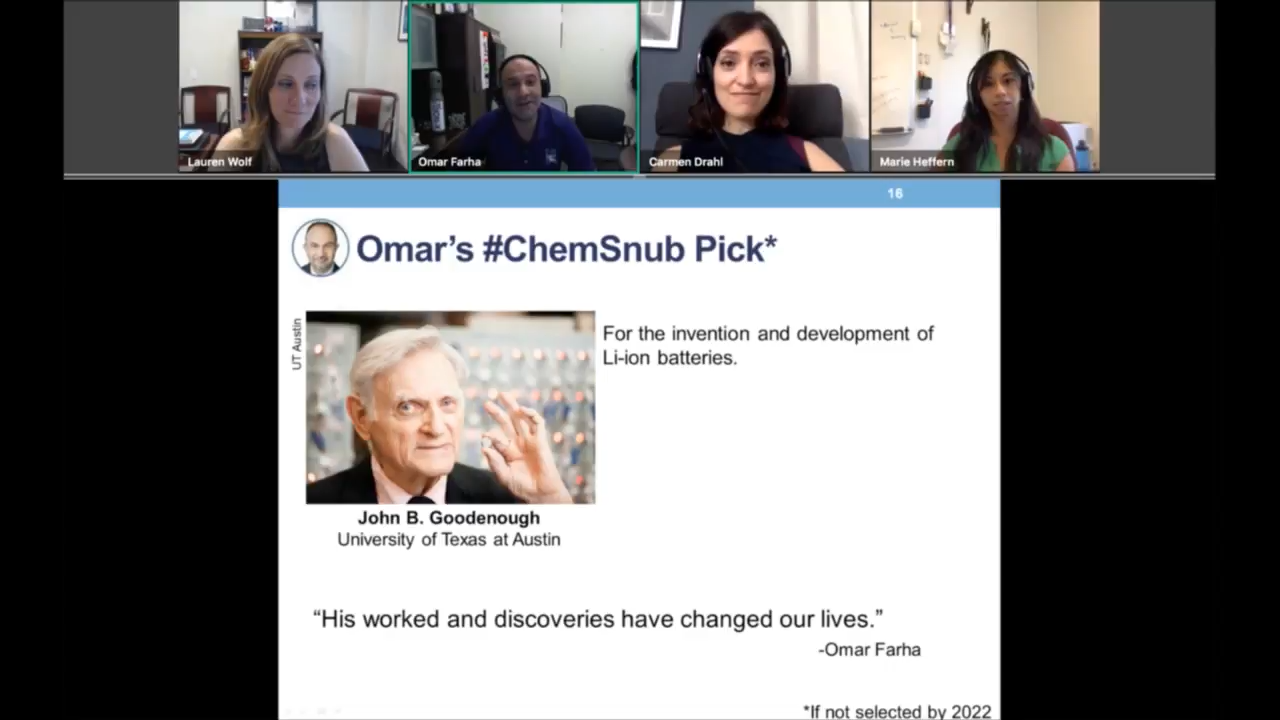 Lauren Wolf
Omar Farha
Carmen Drahl
Marie Heffern
16
Omar's #ChemSnub Pick*
UT Austin
For the invention and development of
Li-ion batteries.
John B. Goodenough
University of Texas at Austin
“His worked and discoveries have changed our lives.”
-Omar Farha
*If not selected by 2022